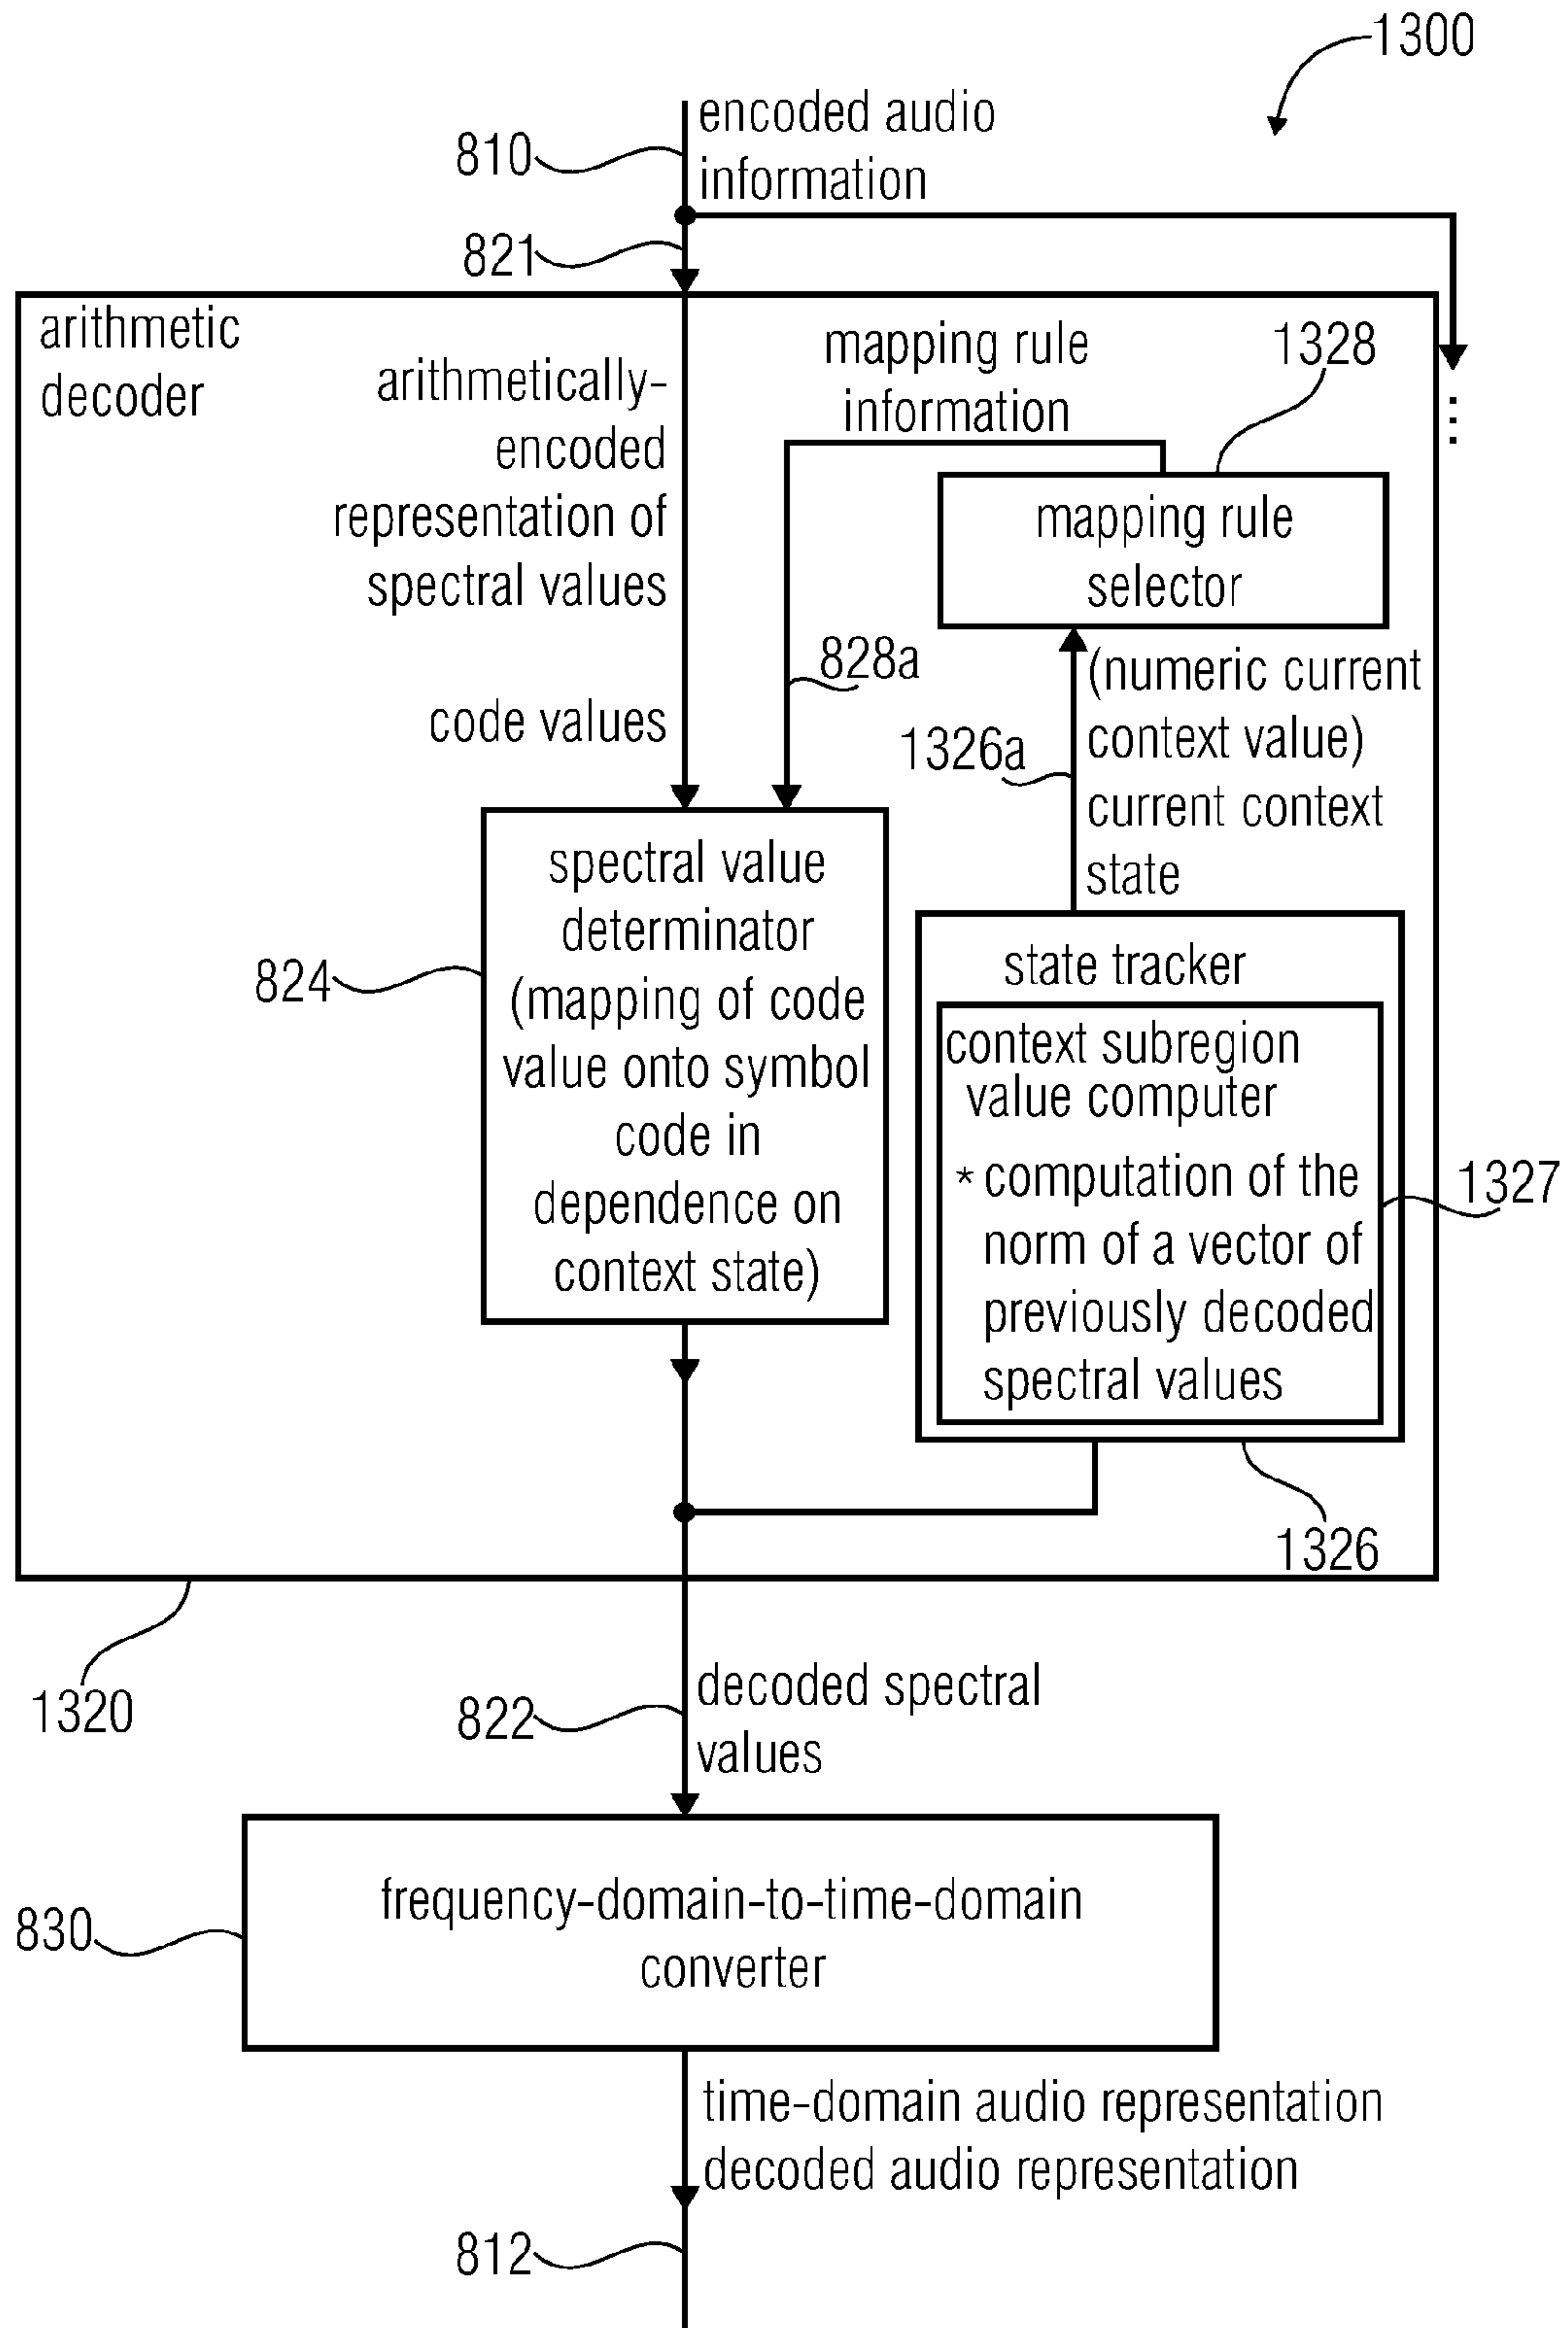 1300
encoded audio
information
810
821
arithmetic
decoder
arithmetically-
encoded
representation of
spectral values
code values
mapping rule
information
1328
mapping rule
selector
828a
1326a
(numeric current
context value)
current context
state
824
spectral value
determinator
(mapping of code
value onto symbol
code in
dependence on
context state)
state tracker
context subregion
value computer
* computation of the
norm of a vector of
previously decoded
spectral values
1327
1326
1320
822
decoded spectral
values
830
frequency-domain-to-time-domain
converter
time-domain audio representation
decoded audio representation
812